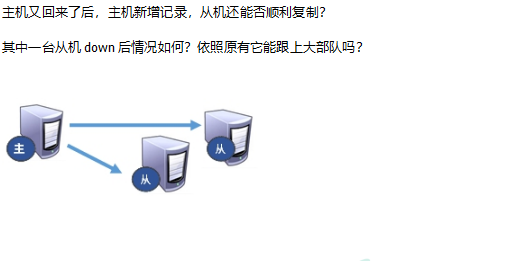 主机又回来了后，主机新增记录，从机还能否顺利复制？
其中一台从机 down 后情况如何？依照原有它能跟上大部队吗？
主
从
从